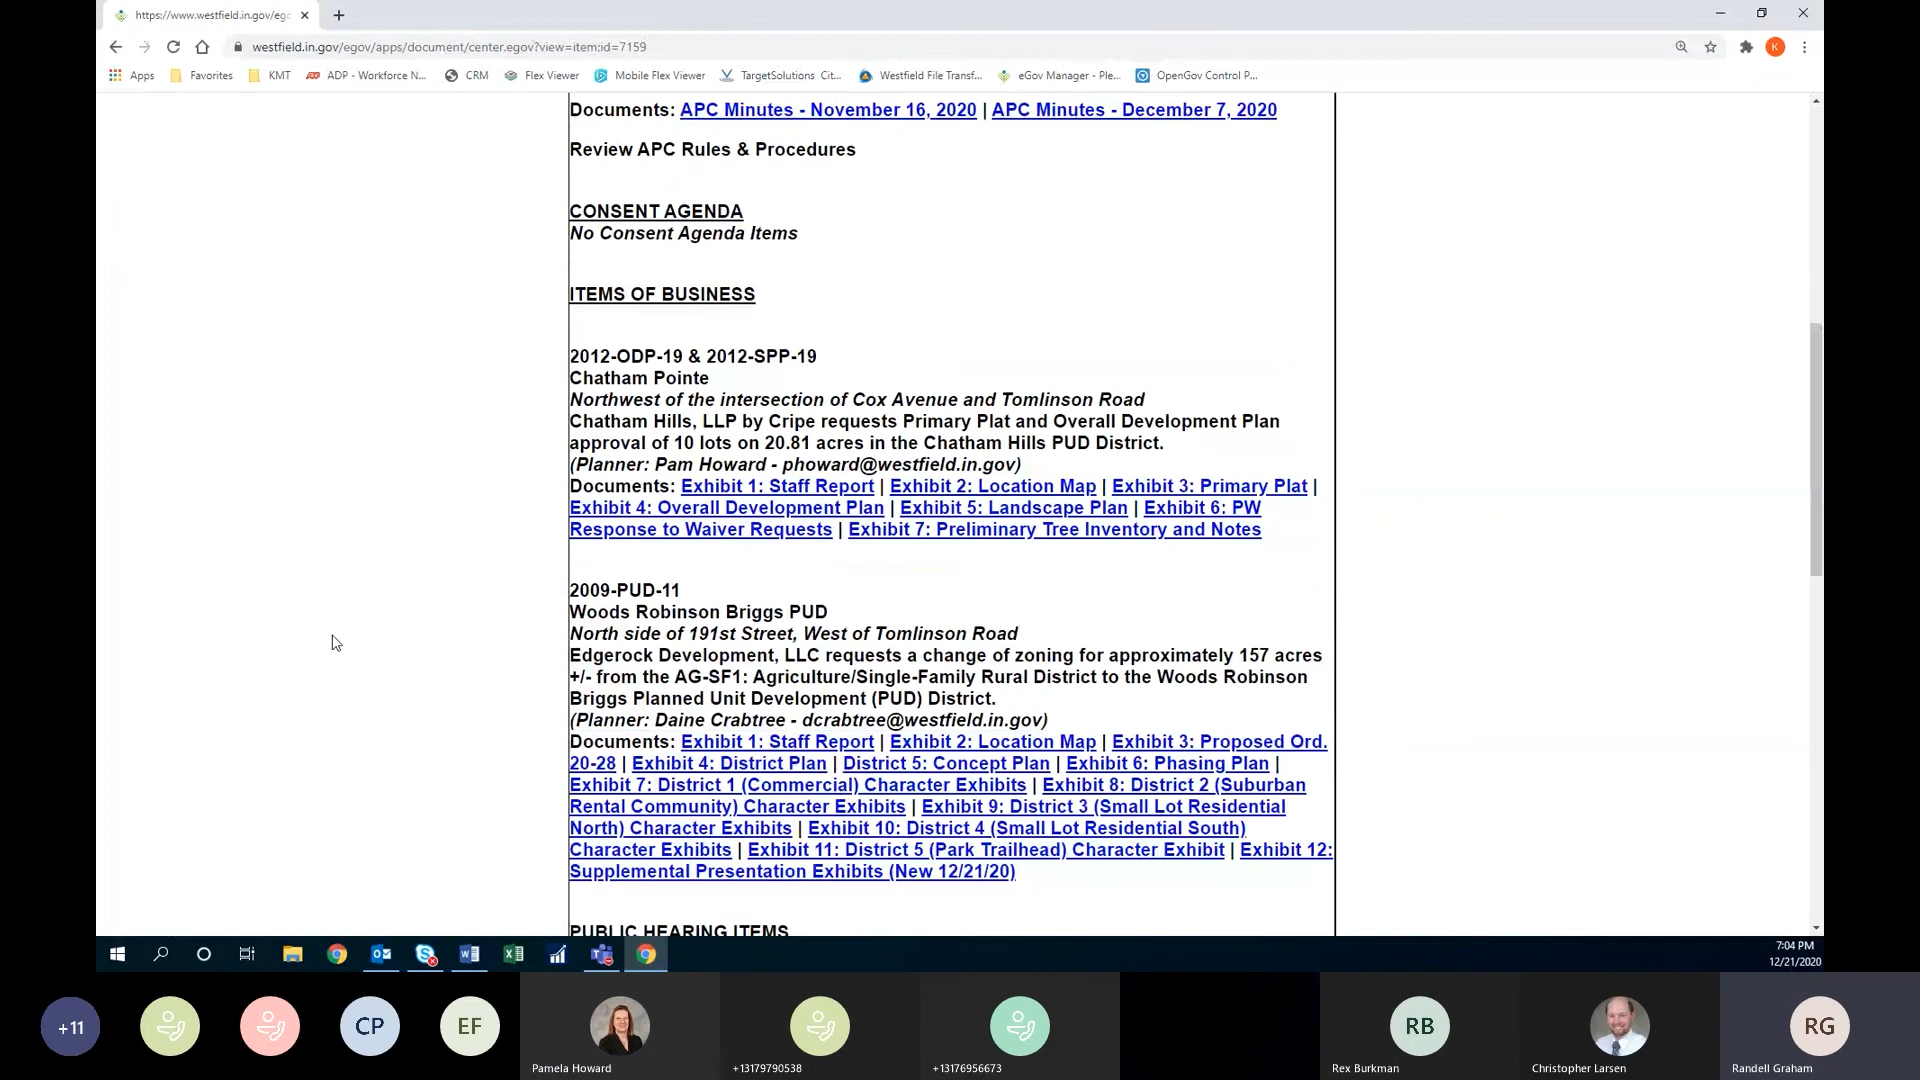 https://www.westfield.in.gov/ego
westfield.in.gov/egov/apps/document/center.egov?view=item;id=7159
K
Apps Favorites KMT ADP - Workforce N... CRM Flex Viewer Mobile Flex Viewer TargetSolutions Cit... Westfield File Transf... eGov Manager - Ple... OpenGov Control P...
Documents: APC Minutes - November 16, 2020 | APC Minutes - December 7, 2020
Review APC Rules & Procedures
CONSENT AGENDA
No Consent Agenda Items
ITEMS OF BUSINESS
2012-ODP-19 & 2012-SPP-19
Chatham Pointe
Northwest of the intersection of Cox Avenue and Tomlinson Road
Chatham Hills, LLP by Cripe requests Primary Plat and Overall Development Plan
approval of 10 lots on 20.81 acres in the Chatham Hills PUD District.
(Planner: Pam Howard - phoward@westfield.in.gov)
Documents: Exhibit 1: Staff Report | Exhibit 2: Location Map | Exhibit 3: Primary Plat |
Exhibit 4: Overall Development Plan | Exhibit 5: Landscape Plan | Exhibit 6: PW
Response to Waiver Requests | Exhibit 7: Preliminary Tree Inventory and Notes
2009-PUD-11
Woods Robinson Briggs PUD
North side of 191st Street, West of Tomlinson Road
Edgerock Development, LLC requests a change of zoning for approximately 157 acres
+/- from the AG-SF1: Agriculture/Single-Family Rural District to the Woods Robinson
Briggs Planned Unit Development (PUD) District.
(Planner: Daine Crabtree - dcrabtree@westfield.in.gov)
Documents: Exhibit 1: Staff Report | Exhibit 2: Location Map | Exhibit 3: Proposed Ord.
20-28 | Exhibit 4: District Plan | District 5: Concept Plan | Exhibit 6: Phasing Plan |
Exhibit 7: District 1 (Commercial) Character Exhibits | Exhibit 8: District 2 (Suburban
Rental Community) Character Exhibits | Exhibit 9: District 3 (Small Lot Residential
North) Character Exhibits | Exhibit 10: District 4 (Small Lot Residential South)
Character Exhibits | Exhibit 11: District 5 (Park Trailhead) Character Exhibit | Exhibit 12:
Supplemental Presentation Exhibits (New 12/21/20)
PUBLIC HEARING ITEMS
7:04 PM
12/21/2020
+11 CP EF RB RG
Pamela Howard +13179790538 +13176956673 Rex Burkman Christopher Larsen Randell Graham